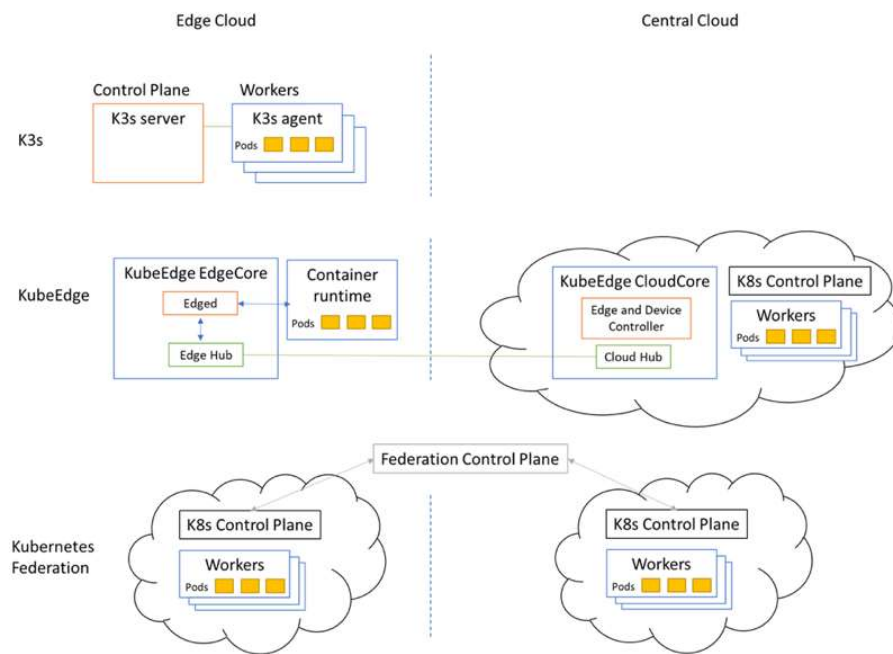 Edge Cloud
Central Cloud
Control Plane
Workers
K3s
K3s server
K3s agent
Pods
KubeEdge
KubeEdge EdgeCore
Edged
Edge Hub
Container
runtime
Pods
KubeEdge CloudCore
Edge and Device
Controller
Cloud Hub
K8s Control Plane
Workers
Pods
Federation Control Plane
Kubernetes
Federation
K8s Control Plane
Workers
Pods
K8s Control Plane
Workers
Pods